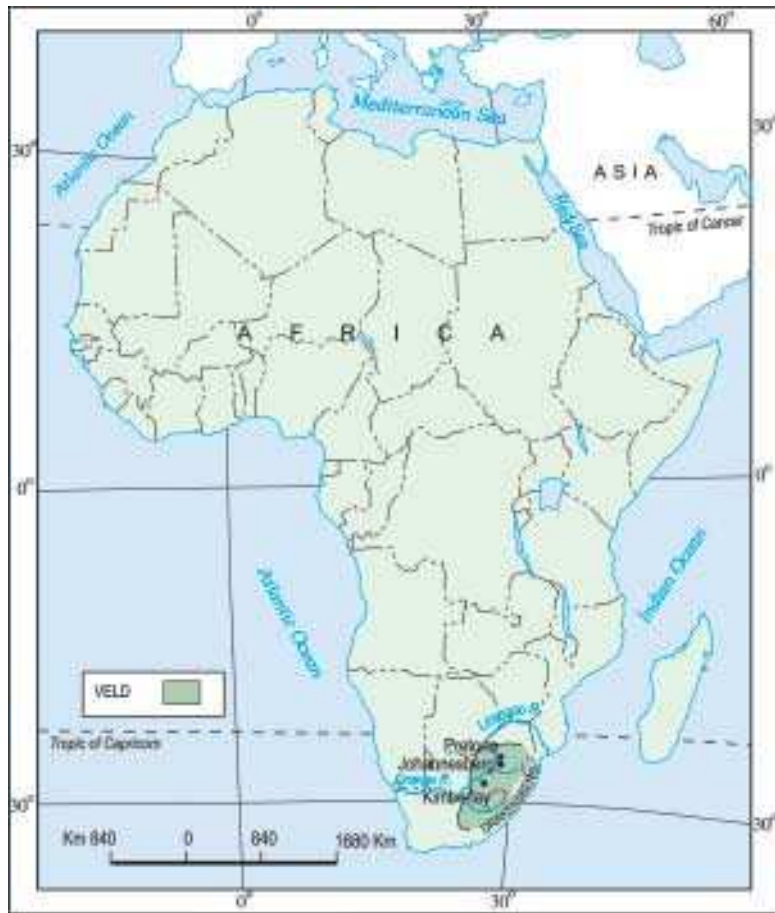 0°
30°
60°
Mediterranean Sea
Atlantic Ocean
30°
30°
ASIA
Red Sea
Tropic of Cancer
AFRICA
0°
0°
Indian Ocean
Atlantic Ocean
VELD
Limpopo R.
Tropic of Capricorn
Pretoria
Johannesberg
Orange R.
Kimberley
30°
30°
Km 840 0 840 1680 Km
0°
30°